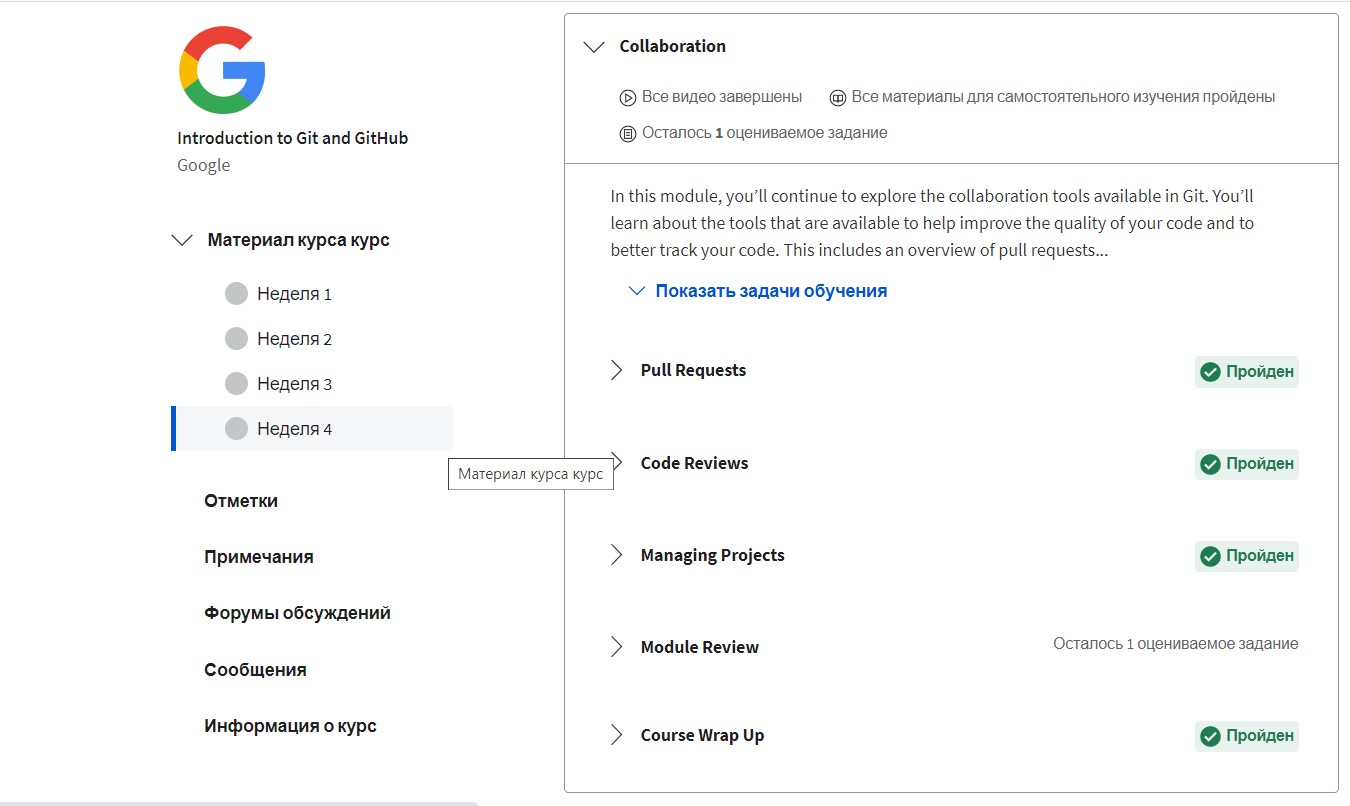 Introduction to Git and GitHub
Google
Материал курса курс
Неделя 1
Неделя 2
Неделя 3
Неделя 4
Материал курса курс
Отметки
Примечания
Форумы обсуждений
Сообщения
Информация о курс
Collaboration
Все видео завершены Все материалы для самостоятельного изучения пройдены
Осталось 1 оцениваемое задание
In this module, you’ll continue to explore the collaboration tools available in Git. You’ll
learn about the tools that are available to help improve the quality of your code and to
better track your code. This includes an overview of pull requests...
Показать задачи обучения
Pull Requests Пройден
Code Reviews Пройден
Managing Projects Пройден
Module Review Осталось 1 оцениваемое задание
Course Wrap Up Пройден